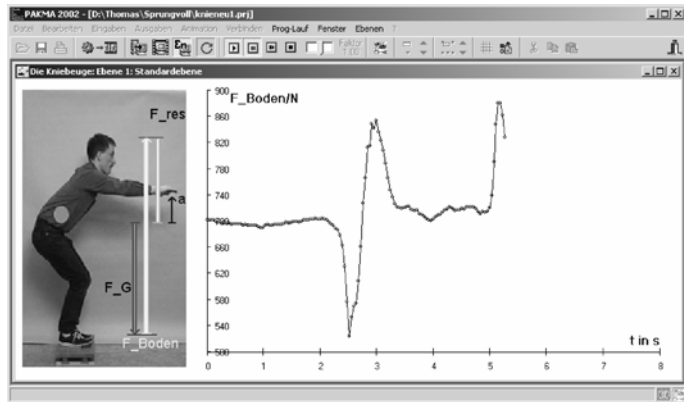 PAKMA 2002 - [D:\Thomas\Sprungvoll\knieneu1.prj]
Datei Bearbeiten Eingaben Ausgaben Animation Verbinden Prog-Lauf Fenster Ebenen ?
Faktor
Die Kniebeuge: Ebene 1: Standardebene
F_res
a
F_G
F_Boden
F_Boden/N
900
860
820
780
740
700
660
620
580
540
500
t in s
0 1 2 3 4 5 6 7 8